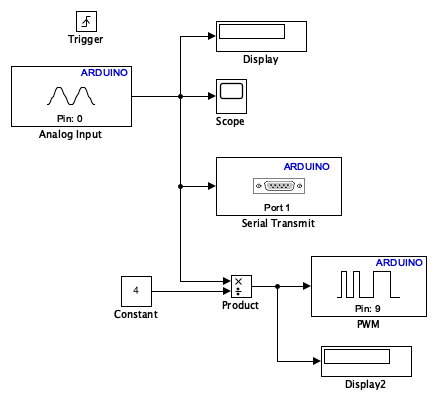 Trigger
Display
ARDUINO
Pin: 0
Analog Input
Scope
ARDUINO
Port 1
Serial Transmit
4
Constant
×
÷
Product
ARDUINO
Pin: 9
PWM
Display2